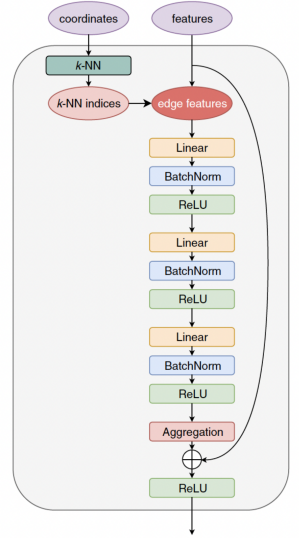 coordinates
features
k-NN
k-NN indices
edge features
Linear
BatchNorm
ReLU
Linear
BatchNorm
ReLU
Linear
BatchNorm
ReLU
Aggregation
ReLU